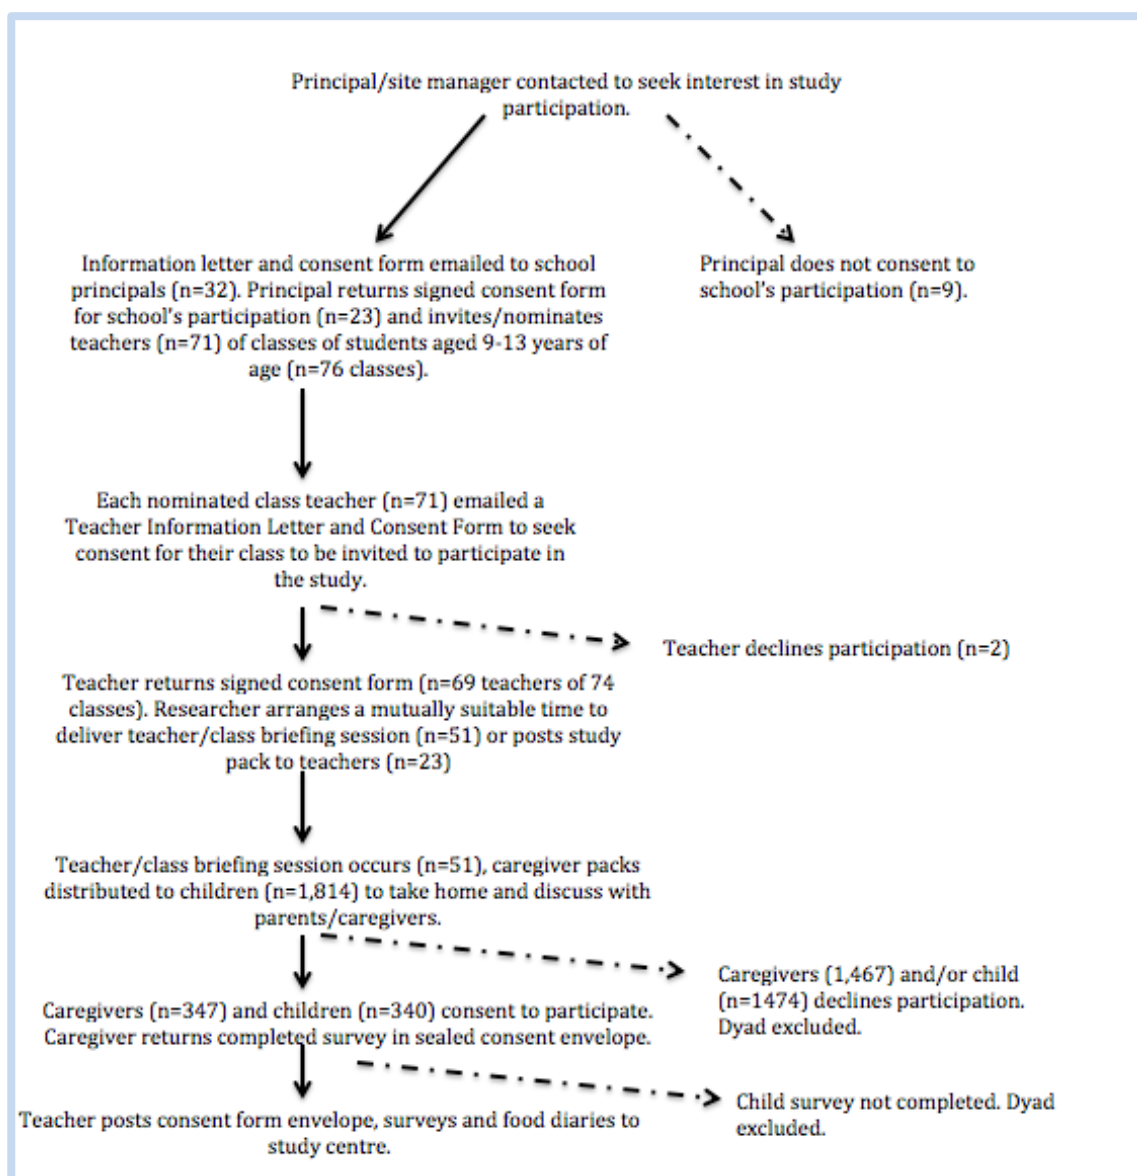 Principal/site manager contacted to seek interest in study
participation.
Information letter and consent form emailed to school
principals (n=32). Principal returns signed consent form
for school's participation (n=23) and invites/nominates
teachers (n=71) of classes of students aged 9-13 years of
age (n=76 classes).
Principal does not consent to
school's participation (n=9).
Each nominated class teacher (n=71) emailed a
Teacher Information Letter and Consent Form to seek
consent for their class to be invited to participate in
the study.
Teacher declines participation (n=2)
Teacher returns signed consent form (n=69 teachers of 74
classes). Researcher arranges a mutually suitable time to
deliver teacher/class briefing session (n=51) or posts study
pack to teachers (n=23)
Teacher/class briefing session occurs (n=51), caregiver packs
distributed to children (n=1,814) to take home and discuss with
parents/caregivers.
Caregivers (1,467) and/or child
(n=1474) declines participation.
Dyad excluded.
Caregivers (n=347) and children (n=340) consent to participate.
Caregiver returns completed survey in sealed consent envelope.
Child survey not completed. Dyad
excluded.
Teacher posts consent form envelope, surveys and food diaries to
study centre.